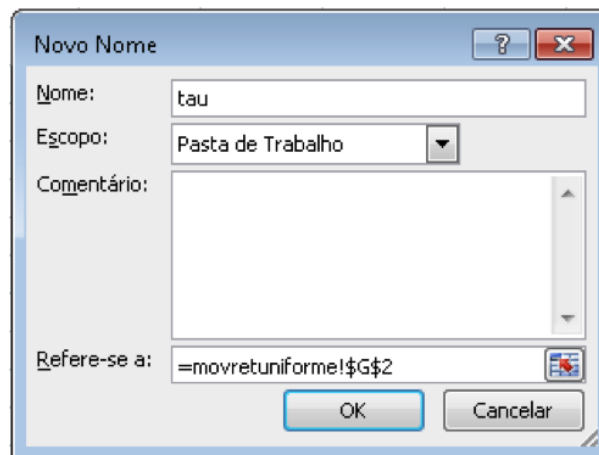 Novo Nome
Nome: tau
Escopo: Pasta de Trabalho
Comentário:
Refere-se a: =movretuniforme!$G$2
OK Cancelar